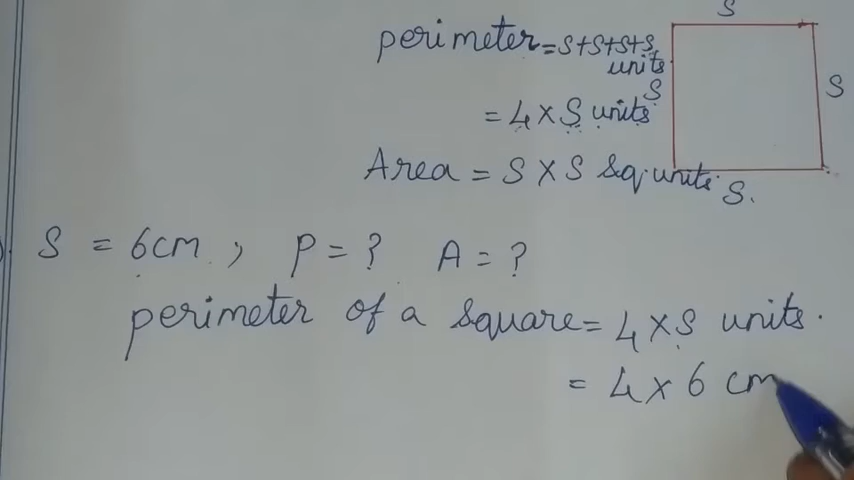 S
perimeter = S+S+S+S
units
S
S
= 4 × S units
Area = S × S Sq.units.
S.
S = 6cm , P = ? A = ?
perimeter of a square = 4 × S units.
= 4 × 6 cm